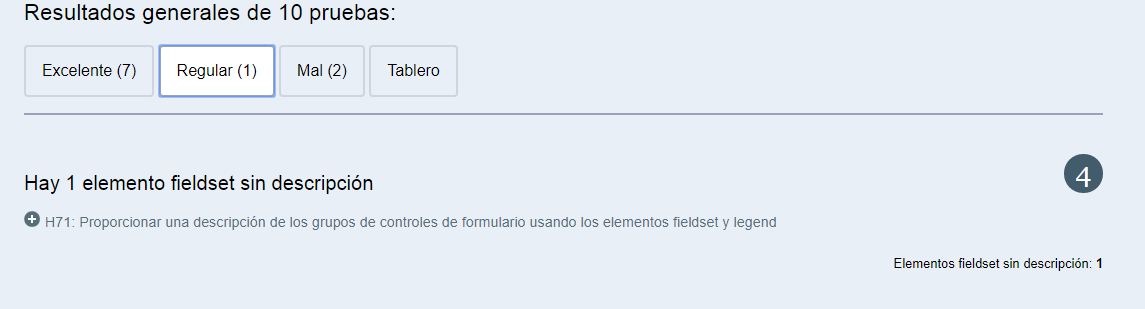 Resultados generales de 10 pruebas:
Excelente (7) Regular (1) Mal (2) Tablero
4
Hay 1 elemento fieldset sin descripción
H71: Proporcionar una descripción de los grupos de controles de formulario usando los elementos fieldset y legend
Elementos fieldset sin descripción: 1